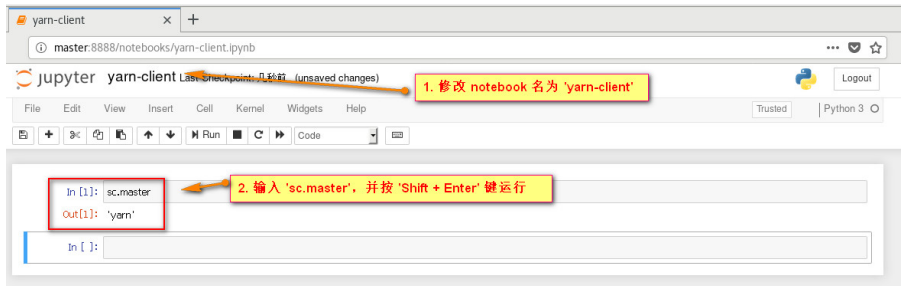 yarn-client
master:8888/notebooks/yarn-client.ipynb
jupyter yarn-client Last Checkpoint: 几秒前 (unsaved changes)
Logout
1. 修改 notebook 名为 'yarn-client'
File Edit View Insert Cell Kernel Widgets Help
Trusted Python 3
Run Code
In [1]: sc.master
2. 输入 'sc.master'，并按 'Shift + Enter' 键运行
Out[1]: 'yarn'
In [ ]: